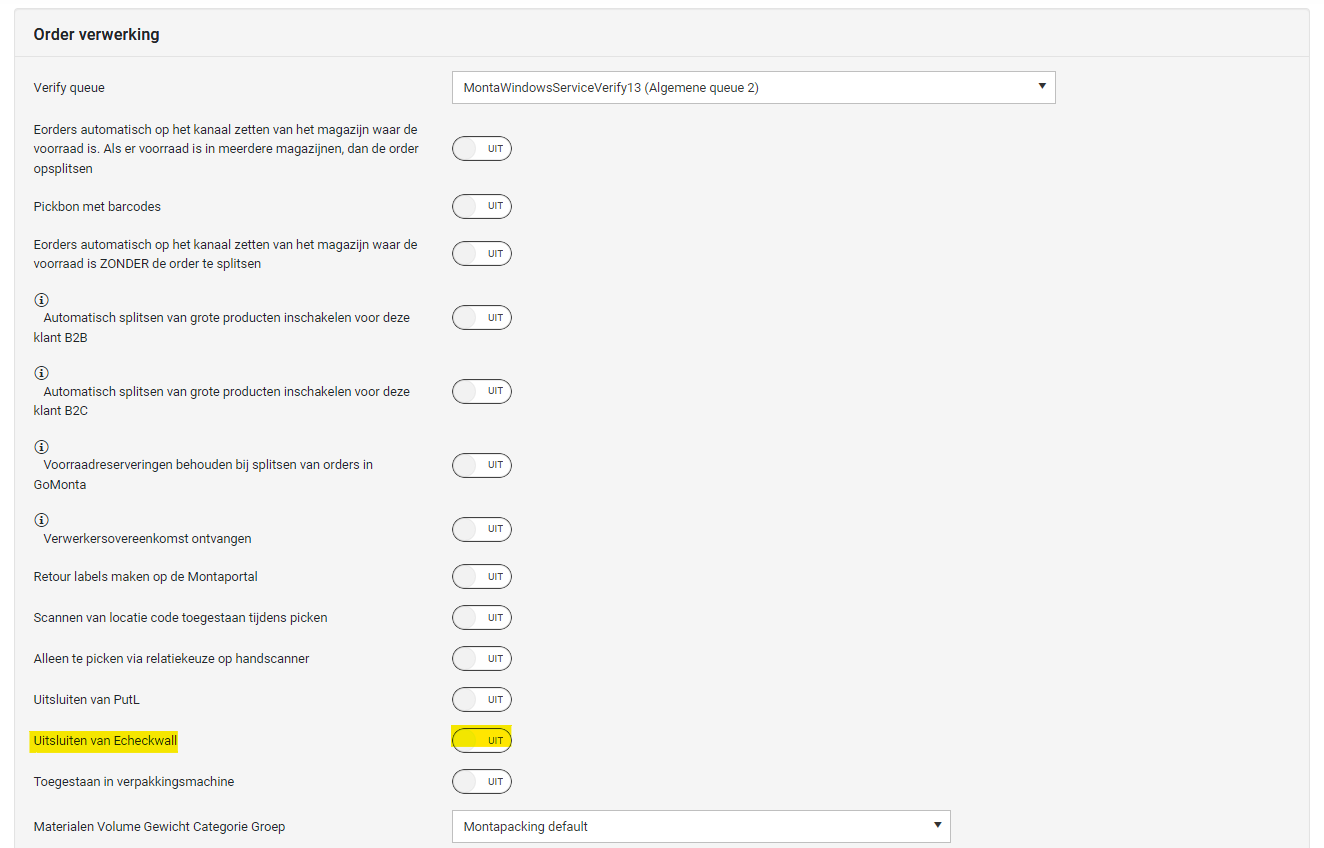 Order verwerking
Verify queue
MontaWindowsServiceVerify13 (Algemene queue 2)
Eorders automatisch op het kanaal zetten van het magazijn waar de
voorraad is. Als er voorraad is in meerdere magazijnen, dan de order
opsplitsen
UIT
Pickbon met barcodes
UIT
Eorders automatisch op het kanaal zetten van het magazijn waar de
voorraad is ZONDER de order te splitsen
UIT
Automatisch splitsen van grote producten inschakelen voor deze
klant B2B
UIT
Automatisch splitsen van grote producten inschakelen voor deze
klant B2C
UIT
Voorraadreserveringen behouden bij splitsen van orders in
GoMonta
UIT
Verwerkersovereenkomst ontvangen
UIT
Retour labels maken op de Montaportal
UIT
Scannen van locatie code toegestaan tijdens picken
UIT
Alleen te picken via relatiekeuze op handscanner
UIT
Uitsluiten van PutL
UIT
Uitsluiten van Echeckwall
UIT
Toegestaan in verpakkingsmachine
UIT
Materialen Volume Gewicht Categorie Groep
Montapacking default